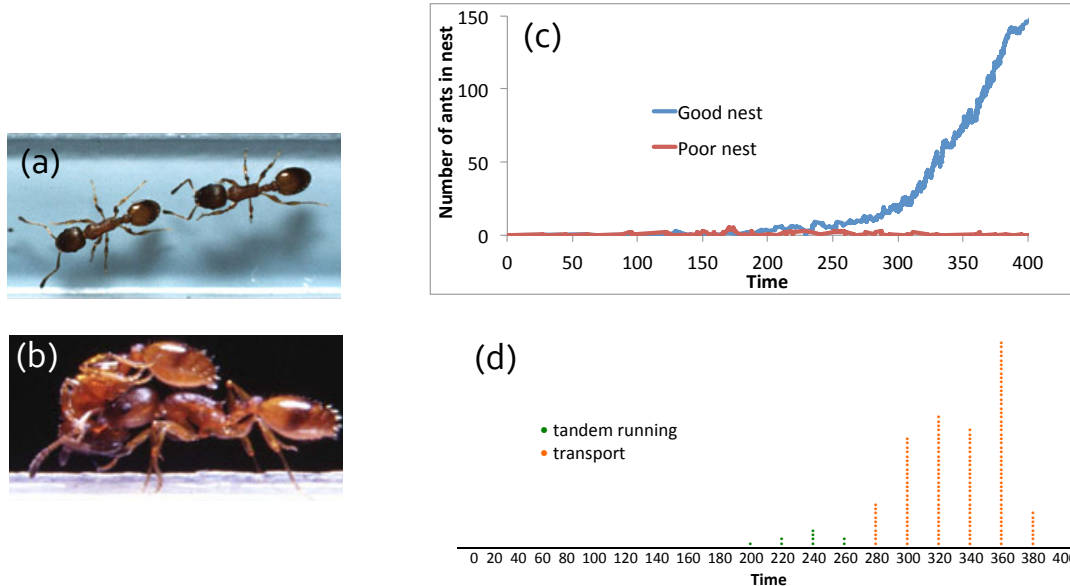 (a)
(b)
(c)
Number of ants in nest
150
100
50
0
Good nest
Poor nest
0 50 100 150 200 250 300 350 400
Time
(d)
tandem running
transport
0 20 40 60 80 100 120 140 160 180 200 220 240 260 280 300 320 340 360 380 400
Time